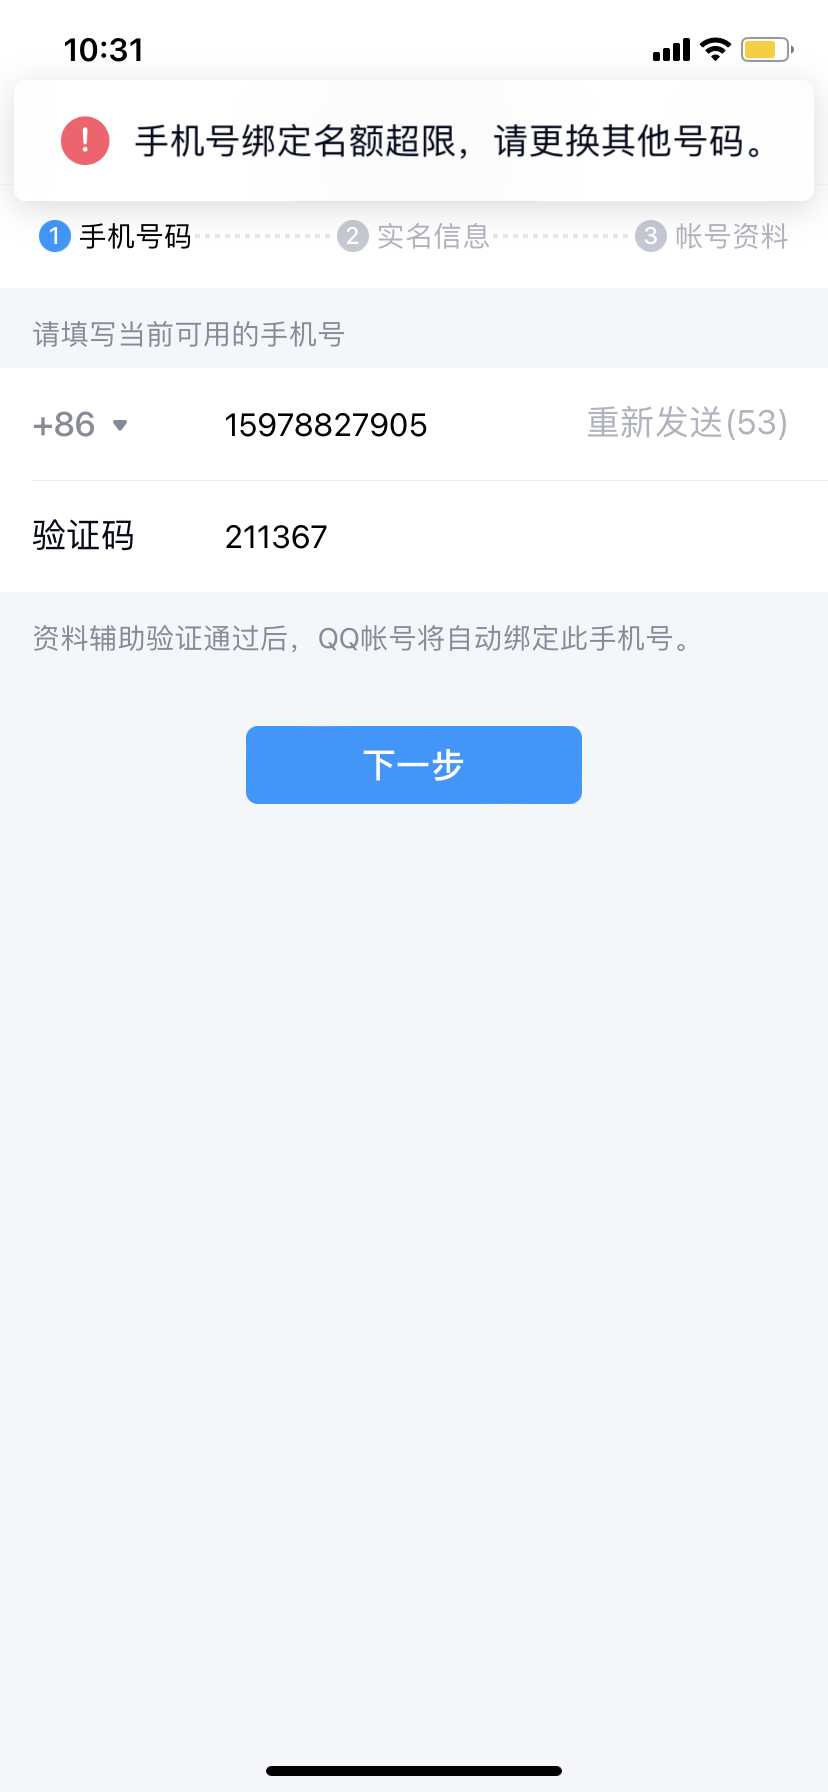 10:31
! 手机号绑定名额超限，请更换其他号码。
1 手机号码 2 实名信息 3 帐号资料
请填写当前可用的手机号
+86 15978827905 重新发送(53)
验证码 211367
资料辅助验证通过后，QQ帐号将自动绑定此手机号。
下一步